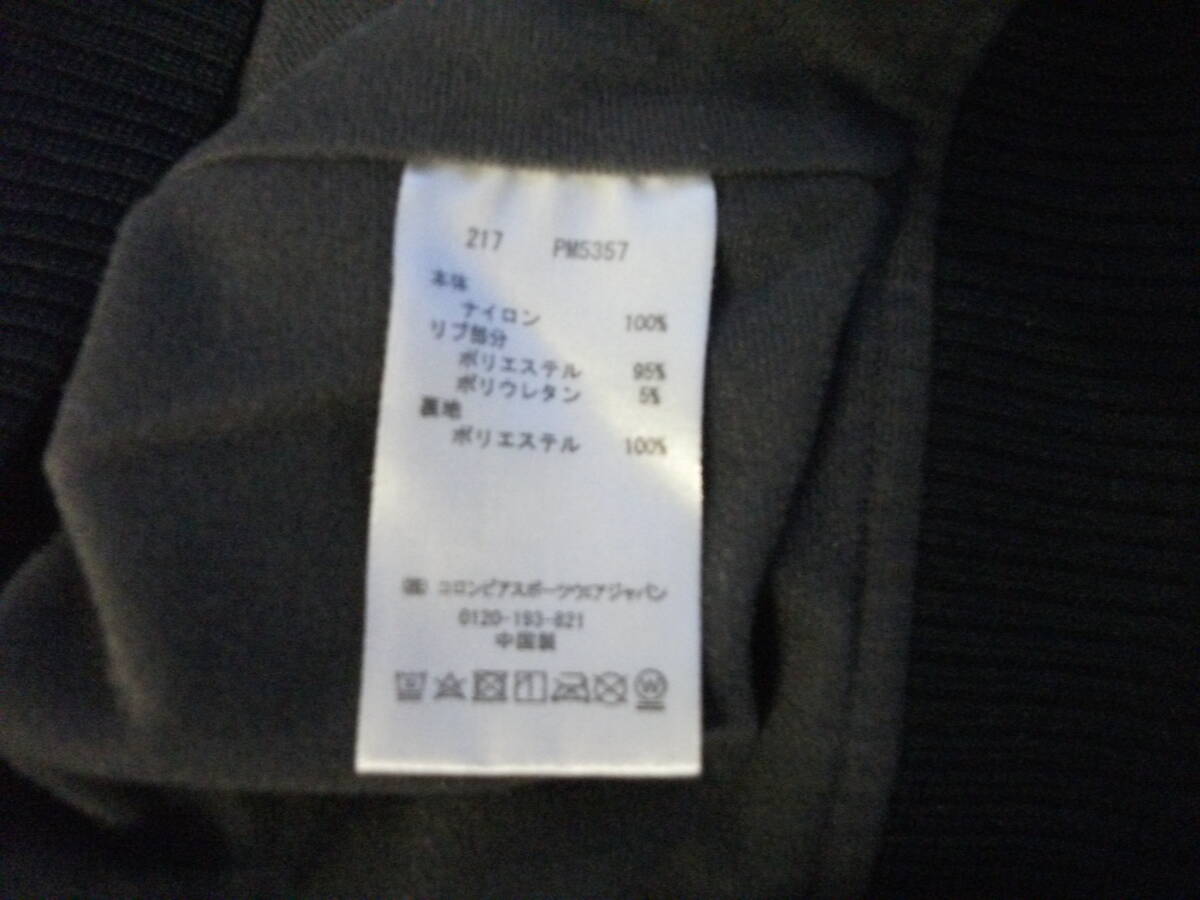 217 PM5357
本体
ナイロン 100%
リブ部分
ポリエステル 95%
ポリウレタン 5%
裏地
ポリエステル 100%
(株) コロンビアスポーツウエアジャパン
0120-193-821
中国製